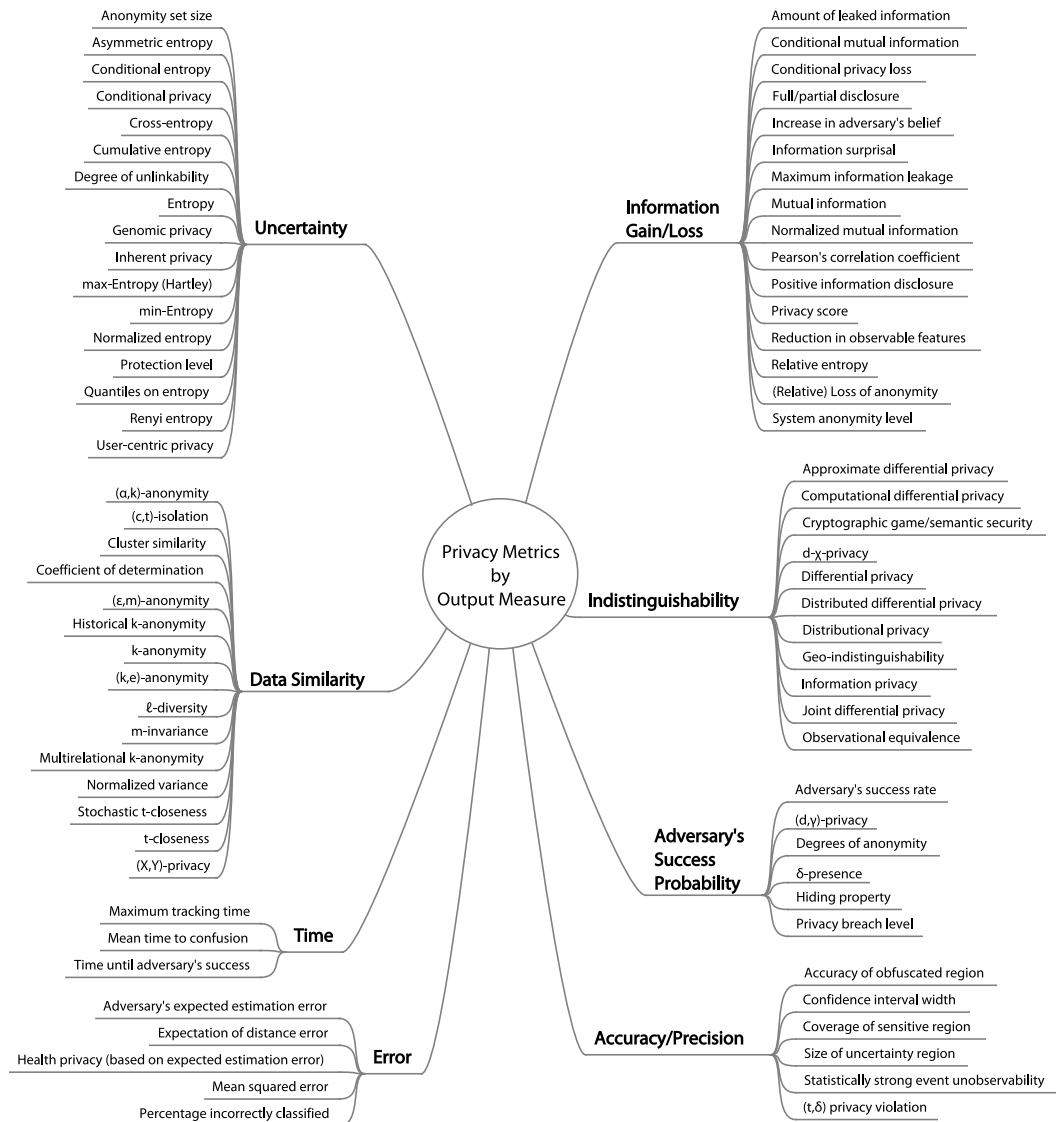 Privacy Metrics
by
Output Measure
Uncertainty
Anonymity set size
Asymmetric entropy
Conditional entropy
Conditional privacy
Cross-entropy
Cumulative entropy
Degree of unlinkability
Entropy
Genomic privacy
Inherent privacy
max-Entropy (Hartley)
min-Entropy
Normalized entropy
Protection level
Quantiles on entropy
Renyi entropy
User-centric privacy
Information
Gain/Loss
Amount of leaked information
Conditional mutual information
Conditional privacy loss
Full/partial disclosure
Increase in adversary's belief
Information surprisal
Maximum information leakage
Mutual information
Normalized mutual information
Pearson's correlation coefficient
Positive information disclosure
Privacy score
Reduction in observable features
Relative entropy
(Relative) Loss of anonymity
System anonymity level
Data Similarity
(α,k)-anonymity
(c,t)-isolation
Cluster similarity
Coefficient of determination
(ε,m)-anonymity
Historical k-anonymity
k-anonymity
(k,e)-anonymity
ℓ-diversity
m-invariance
Multirelational k-anonymity
Normalized variance
Stochastic t-closeness
t-closeness
(X,Y)-privacy
Indistinguishability
Approximate differential privacy
Computational differential privacy
Cryptographic game/semantic security
d-χ-privacy
Differential privacy
Distributed differential privacy
Distributional privacy
Geo-indistinguishability
Information privacy
Joint differential privacy
Observational equivalence
Adversary's
Success
Probability
Adversary's success rate
(d,γ)-privacy
Degrees of anonymity
δ-presence
Hiding property
Privacy breach level
Time
Maximum tracking time
Mean time to confusion
Time until adversary's success
Error
Adversary's expected estimation error
Expectation of distance error
Health privacy (based on expected estimation error)
Mean squared error
Percentage incorrectly classified
Accuracy/Precision
Accuracy of obfuscated region
Confidence interval width
Coverage of sensitive region
Size of uncertainty region
Statistically strong event unobservability
(t,δ) privacy violation